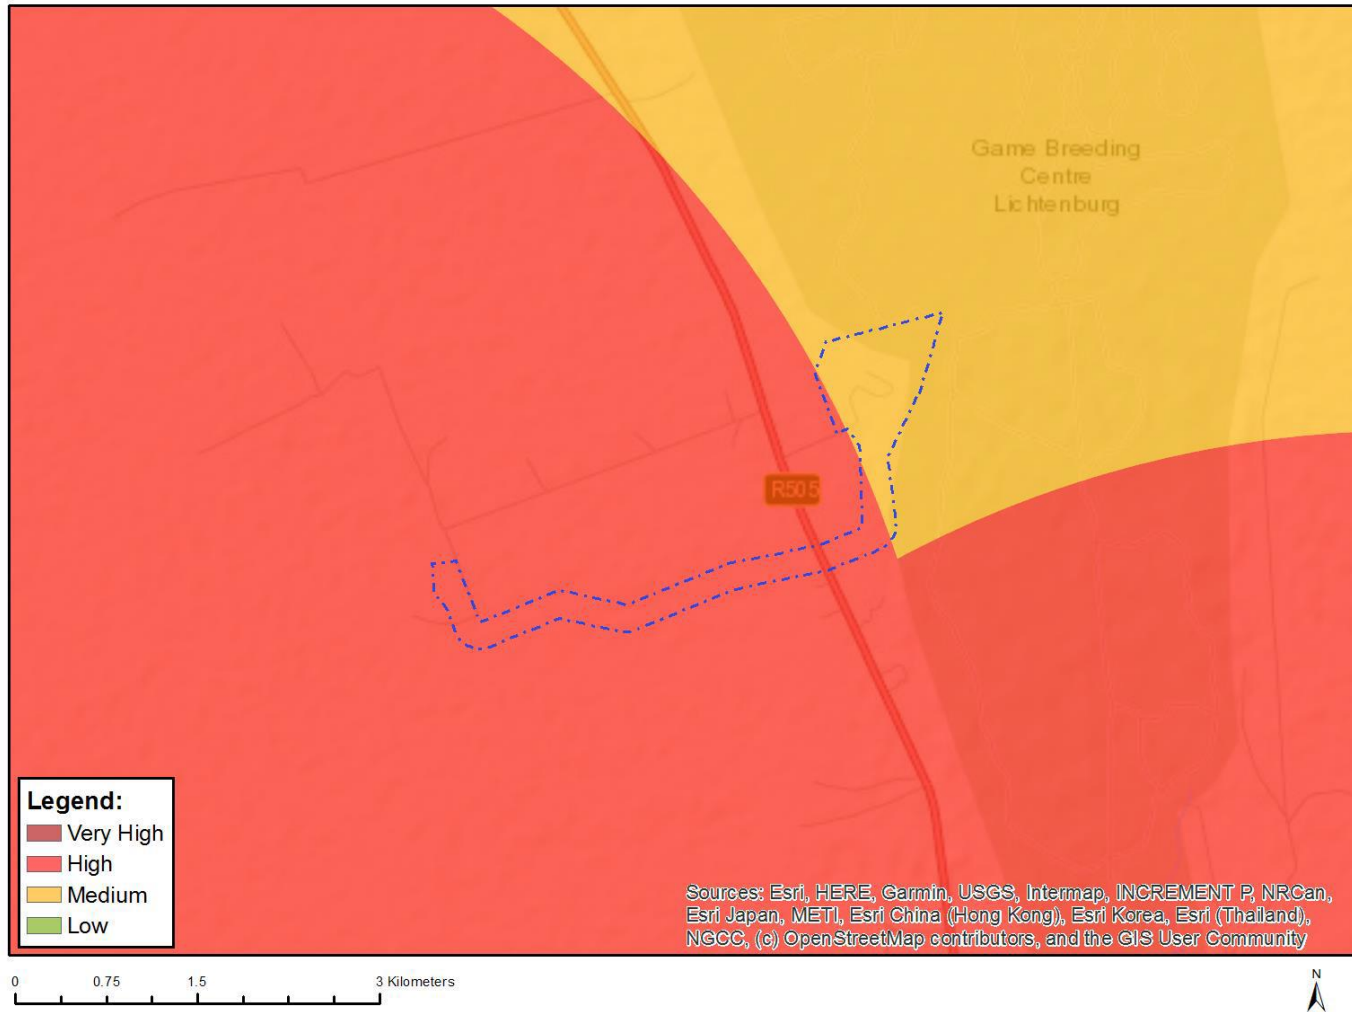 Game Breeding
Centre
Lichtenburg
R505
Legend:
Very High
High
Medium
Low
Sources: Esri, HERE, Garmin, USGS, Intermap, INCREMENT P, NRCan,
Esri Japan, METI, Esri China (Hong Kong), Esri Korea, Esri (Thailand),
NGCC, (c) OpenStreetMap contributors, and the GIS User Community
0 0.75 1.5 3 Kilometers
N